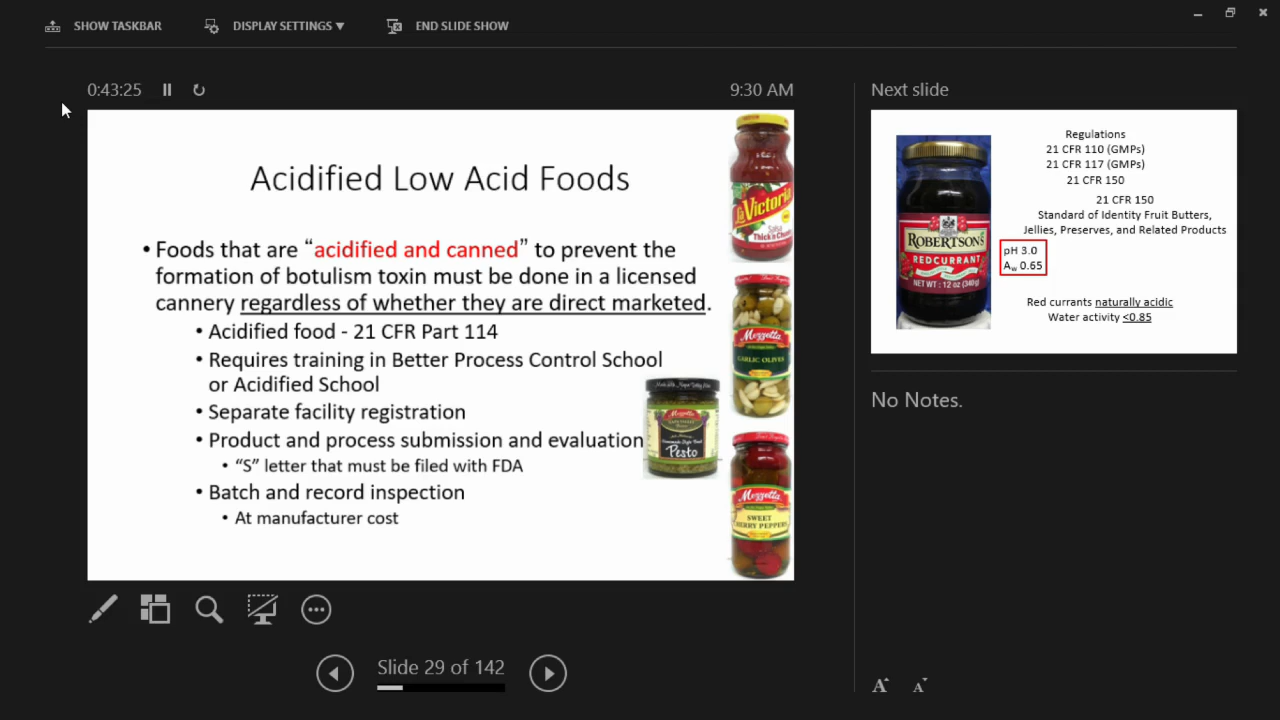 SHOW TASKBAR
DISPLAY SETTINGS ▼
END SLIDE SHOW
0:43:25
9:30 AM
Acidified Low Acid Foods
• Foods that are “acidified and canned” to prevent the
formation of botulism toxin must be done in a licensed
cannery regardless of whether they are direct marketed.
• Acidified food - 21 CFR Part 114
• Requires training in Better Process Control School
or Acidified School
• Separate facility registration
• Product and process submission and evaluation
• “S” letter that must be filed with FDA
• Batch and record inspection
• At manufacturer cost
La Victoria
Salsa
Thick'n Chunky
Mezzetta
GARLIC OLIVES
Mezzetta
Pesto
Mezzetta
SWEET
CHERRY PEPPERS
Slide 29 of 142
Next slide
Regulations
21 CFR 110 (GMPs)
21 CFR 117 (GMPs)
21 CFR 150
21 CFR 150
Standard of Identity Fruit Butters,
Jellies, Preserves, and Related Products
pH 3.0
Aw 0.65
Red currants naturally acidic
Water activity <0.85
ROBERTSON'S
REDCURRANT
NET WT: 12 oz (340g)
No Notes.
A A